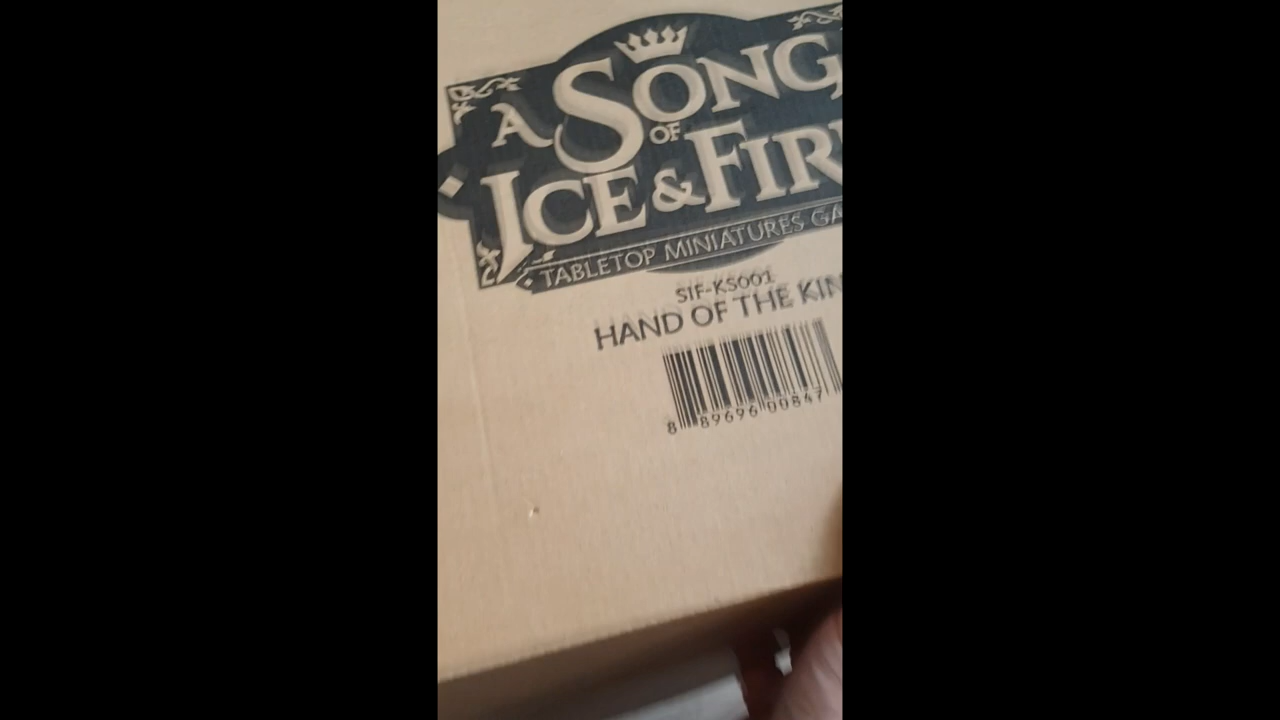 A SONG
OF
ICE & FIR
TABLETOP MINIATURES GA
SIF-KS001
HAND OF THE KIN
8 89696 00847